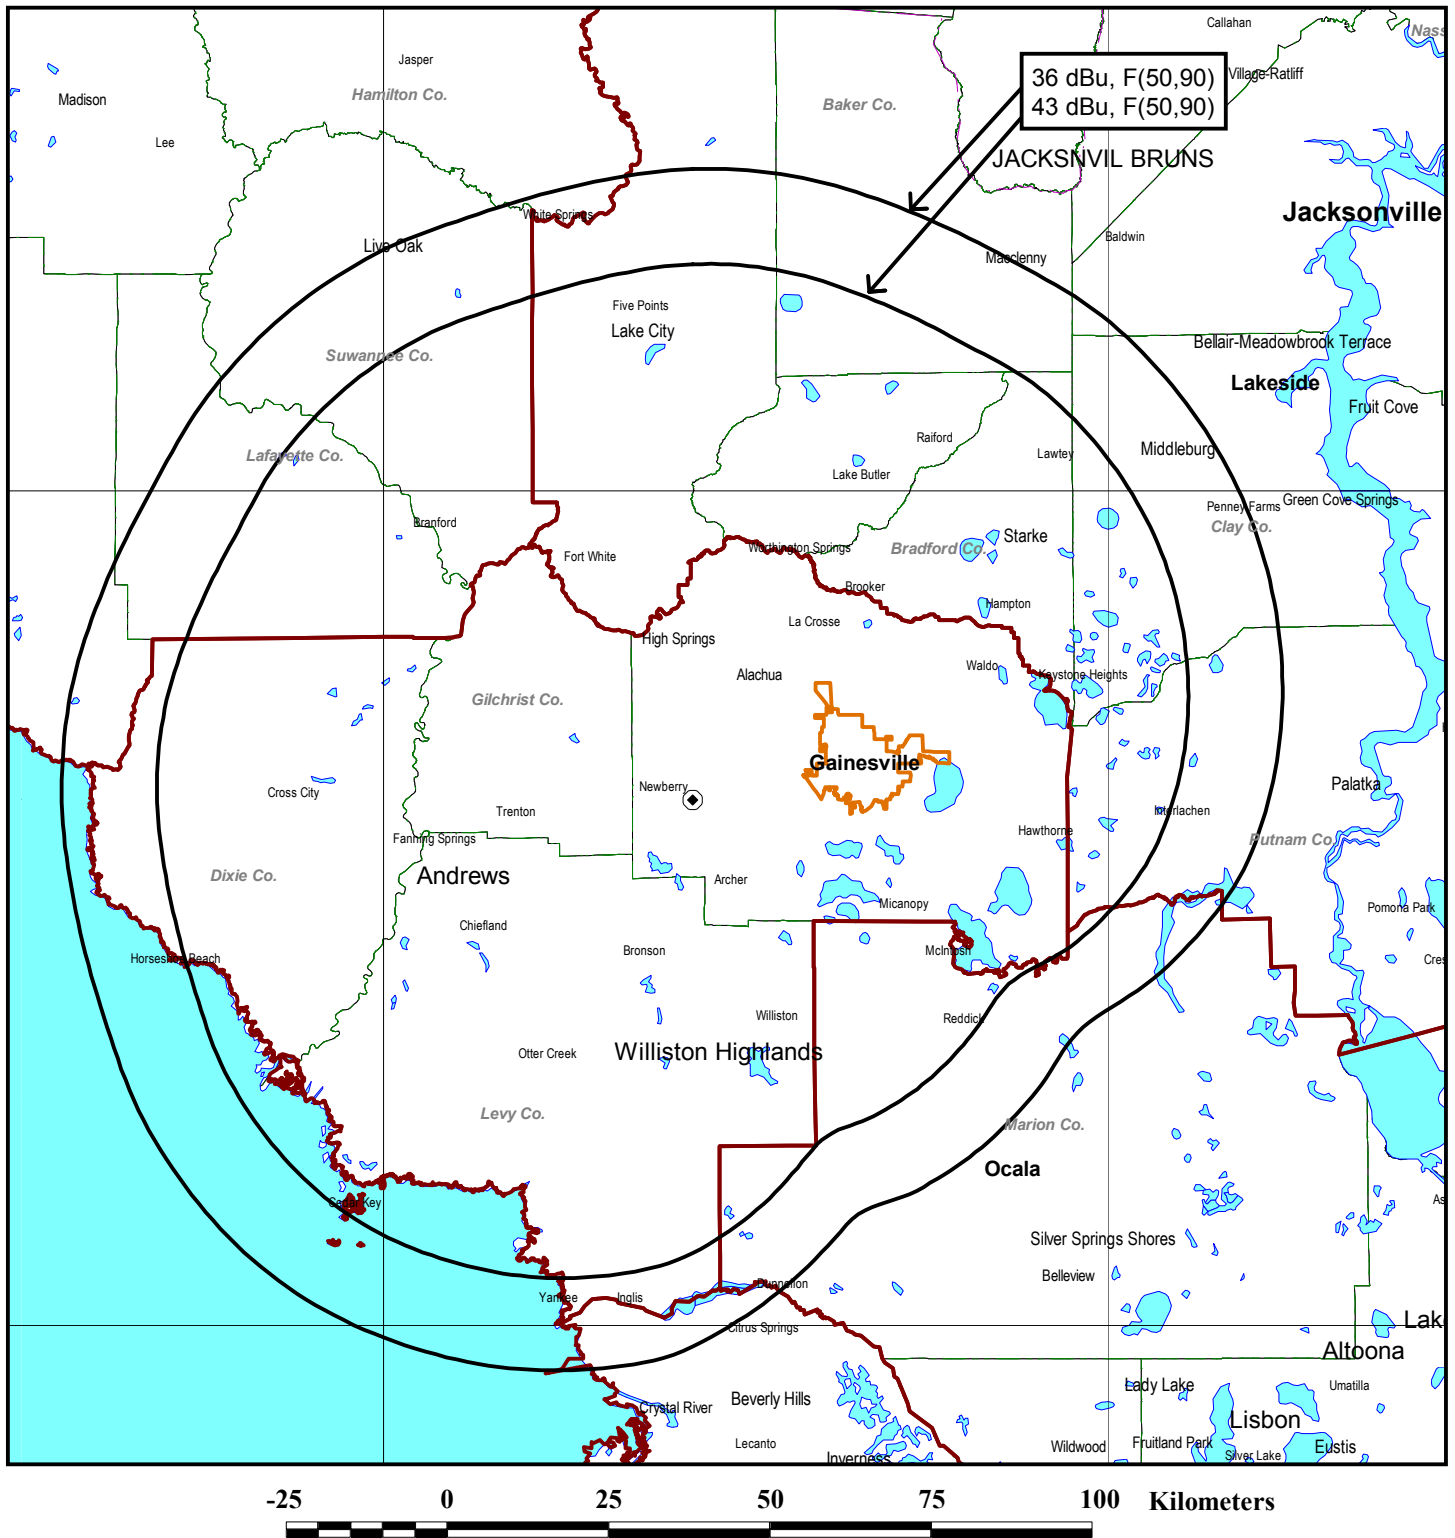 Callahan
Nass
Jasper
Village-Ratliff
36 dBu, F(50,90)
43 dBu, F(50,90)
Hamilton Co.
Madison
Baker Co.
Lee
JACKSNVIL BRUNS
White Springs
Jacksonville
Live Oak
Baldwin
Macclenny
Five Points
Lake City
Bellair-Meadowbrook Terrace
Suwannee Co.
Lakeside
Fruit Cove
Raiford
Middleburg
Lafayette Co.
Lawtey
Lake Butler
Green Cove Springs
Penney Farms
Branford
Clay Co.
Starke
Worthington Springs
Bradford Co.
Fort White
Brooker
Hampton
La Crosse
High Springs
Waldo
Alachua
Keystone Heights
Gilchrist Co.
Gainesville
Newberry
Palatka
Cross City
Trenton
Interlachen
Hawthorne
Fanning Springs
Putnam Co.
Dixie Co.
Andrews
Archer
Micanopy
Pomona Park
Chiefland
Bronson
McIntosh
Horseshoe Beach
Cres
Williston
Reddick
Otter Creek
Williston Highlands
Levy Co.
Marion Co.
Ocala
Cedar Key
As
Silver Springs Shores
Belleview
Dunnellon
Yankee
Inglis
Citrus Springs
Lak
Altoona
Lady Lake
Umatilla
Beverly Hills
Crystal River
Lisbon
Lecanto
Wildwood
Fruitland Park
Eustis
Silver Lake
Inverness
-25 0 25 50 75 100 Kilometers